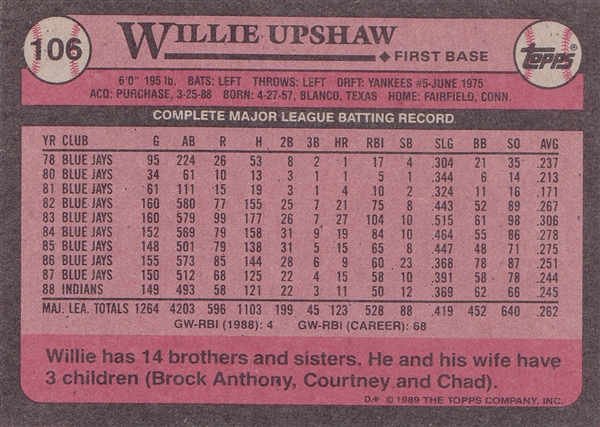 106
WILLIE UPSHAW
FIRST BASE
TOPPS
6'0" 195 lb. BATS: LEFT THROWS: LEFT DRFT: YANKEES #5-JUNE 1975
ACQ: PURCHASE, 3-25-88 BORN: 4-27-57, BLANCO, TEXAS HOME: FAIRFIELD, CONN.
COMPLETE MAJOR LEAGUE BATTING RECORD
YR CLUB G AB R H 2B 3B HR RBI SB SLG BB SO AVG
78 BLUE JAYS 95 224 26 53 8 2 1 17 4 .304 21 35 .237
80 BLUE JAYS 34 61 10 13 3 1 1 5 1 .344 6 14 .213
81 BLUE JAYS 61 111 15 19 3 1 4 10 2 .324 11 16 .171
82 BLUE JAYS 160 580 77 155 25 7 21 75 8 .443 52 89 .267
83 BLUE JAYS 160 579 99 177 26 7 27 104 10 .515 61 98 .306
84 BLUE JAYS 152 569 79 158 31 9 19 84 10 .464 55 86 .278
85 BLUE JAYS 148 501 79 138 31 5 15 65 8 .447 48 71 .275
86 BLUE JAYS 155 573 85 144 28 6 9 60 23 .368 78 87 .251
87 BLUE JAYS 150 512 68 125 22 4 15 58 10 .391 58 78 .244
88 INDIANS 149 493 58 121 22 3 11 50 12 .369 62 66 .245
MAJ. LEA. TOTALS 1264 4203 596 1103 199 45 123 528 88 .419 452 640 .262
GW-RBI (1988): 4 GW-RBI (CAREER): 68
Willie has 14 brothers and sisters. He and his wife have
3 children (Brock Anthony, Courtney and Chad).
D.* © 1989 THE TOPPS COMPANY, INC.